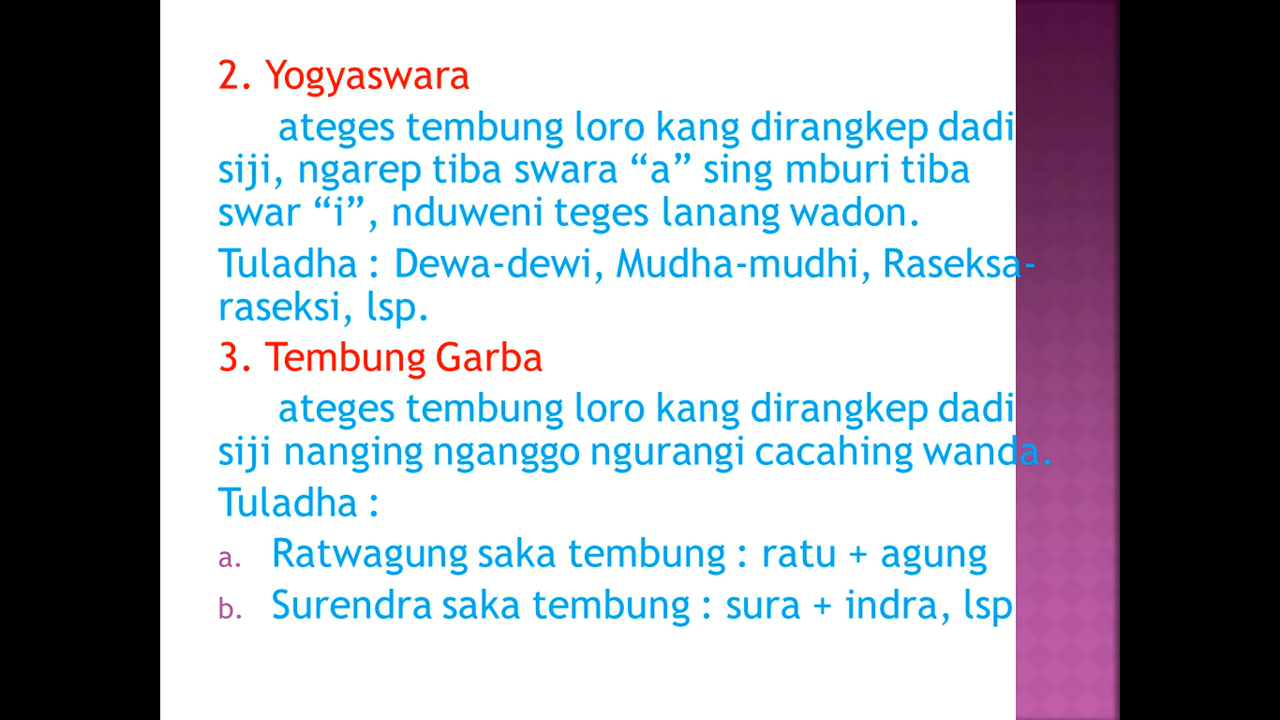 2. Yogyaswara
ateges tembung loro kang dirangkep dadi
siji, ngarep tiba swara “a” sing mburi tiba
swar “i”, nduweni teges lanang wadon.
Tuladha : Dewa-dewi, Mudha-mudhi, Raseksa-
raseksi, lsp.
3. Tembung Garba
ateges tembung loro kang dirangkep dadi
siji nanging nganggo ngurangi cacahing wanda.
Tuladha :
a. Ratwagung saka tembung : ratu + agung
b. Surendra saka tembung : sura + indra, lsp